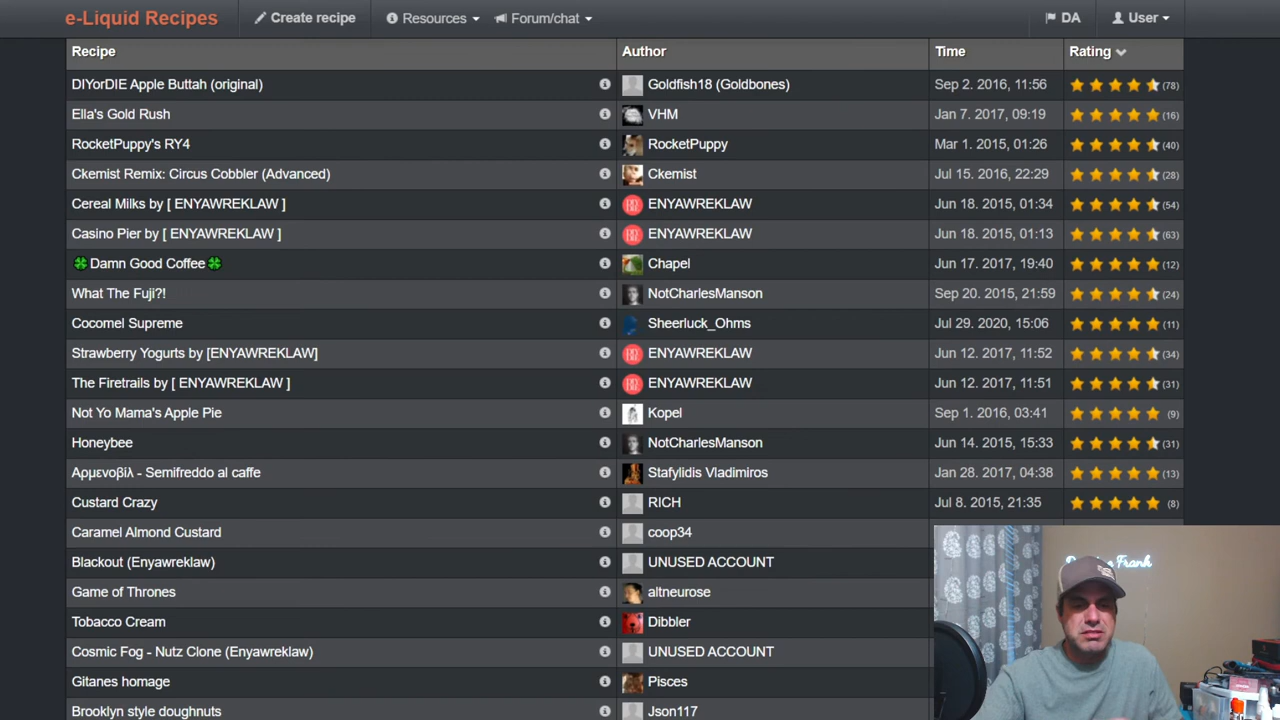 e-Liquid Recipes Create recipe Resources Forum/chat DA User
Recipe Author Time Rating
DIYorDIE Apple Buttah (original) Goldfish18 (Goldbones) Sep 2. 2016, 11:56 (78)
Ella's Gold Rush VHM Jan 7. 2017, 09:19 (16)
RocketPuppy's RY4 RocketPuppy Mar 1. 2015, 01:26 (40)
Ckemist Remix: Circus Cobbler (Advanced) Ckemist Jul 15. 2016, 22:29 (28)
Cereal Milks by [ ENYAWREKLAW ] ENYAWREKLAW Jun 18. 2015, 01:34 (54)
Casino Pier by [ ENYAWREKLAW ] ENYAWREKLAW Jun 18. 2015, 01:13 (63)
🍀Damn Good Coffee🍀 Chapel Jun 17. 2017, 19:40 (12)
What The Fuji?! NotCharlesManson Sep 20. 2015, 21:59 (24)
Cocomel Supreme Sheerluck_Ohms Jul 29. 2020, 15:06 (11)
Strawberry Yogurts by [ENYAWREKLAW] ENYAWREKLAW Jun 12. 2017, 11:52 (34)
The Firetrails by [ ENYAWREKLAW ] ENYAWREKLAW Jun 12. 2017, 11:51 (31)
Not Yo Mama's Apple Pie Kopel Sep 1. 2016, 03:41 (9)
Honeybee NotCharlesManson Jun 14. 2015, 15:33 (31)
Αρμενοβίλ - Semifreddo al caffe Stafylidis Vladimiros Jan 28. 2017, 04:38 (13)
Custard Crazy RICH Jul 8. 2015, 21:35 (8)
Caramel Almond Custard coop34
Blackout (Enyawreklaw) UNUSED ACCOUNT
Game of Thrones altneurose
Tobacco Cream Dibbler
Cosmic Fog - Nutz Clone (Enyawreklaw) UNUSED ACCOUNT
Gitanes homage Pisces
Brooklyn style doughnuts Json117
Frank